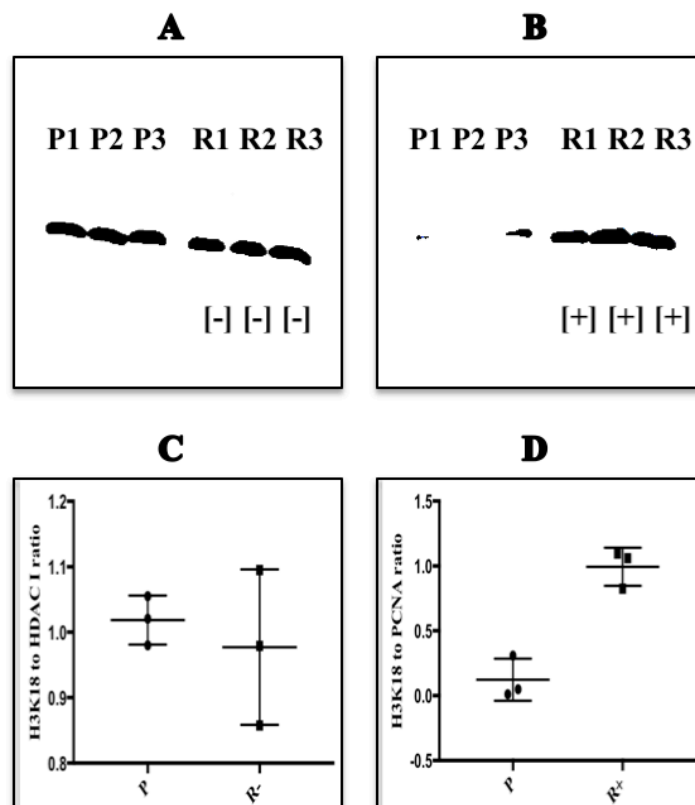 A
P1 P2 P3 R1 R2 R3
[-] [-] [-]
B
P1 P2 P3 R1 R2 R3
[+] [+] [+]
C
H3K18 to HDAC I ratio
1.2
1.1
1.0
0.9
0.8
P R-
D
H3K18 to PCNA ratio
1.5
1.0
0.5
0.0
-0.5
P R+